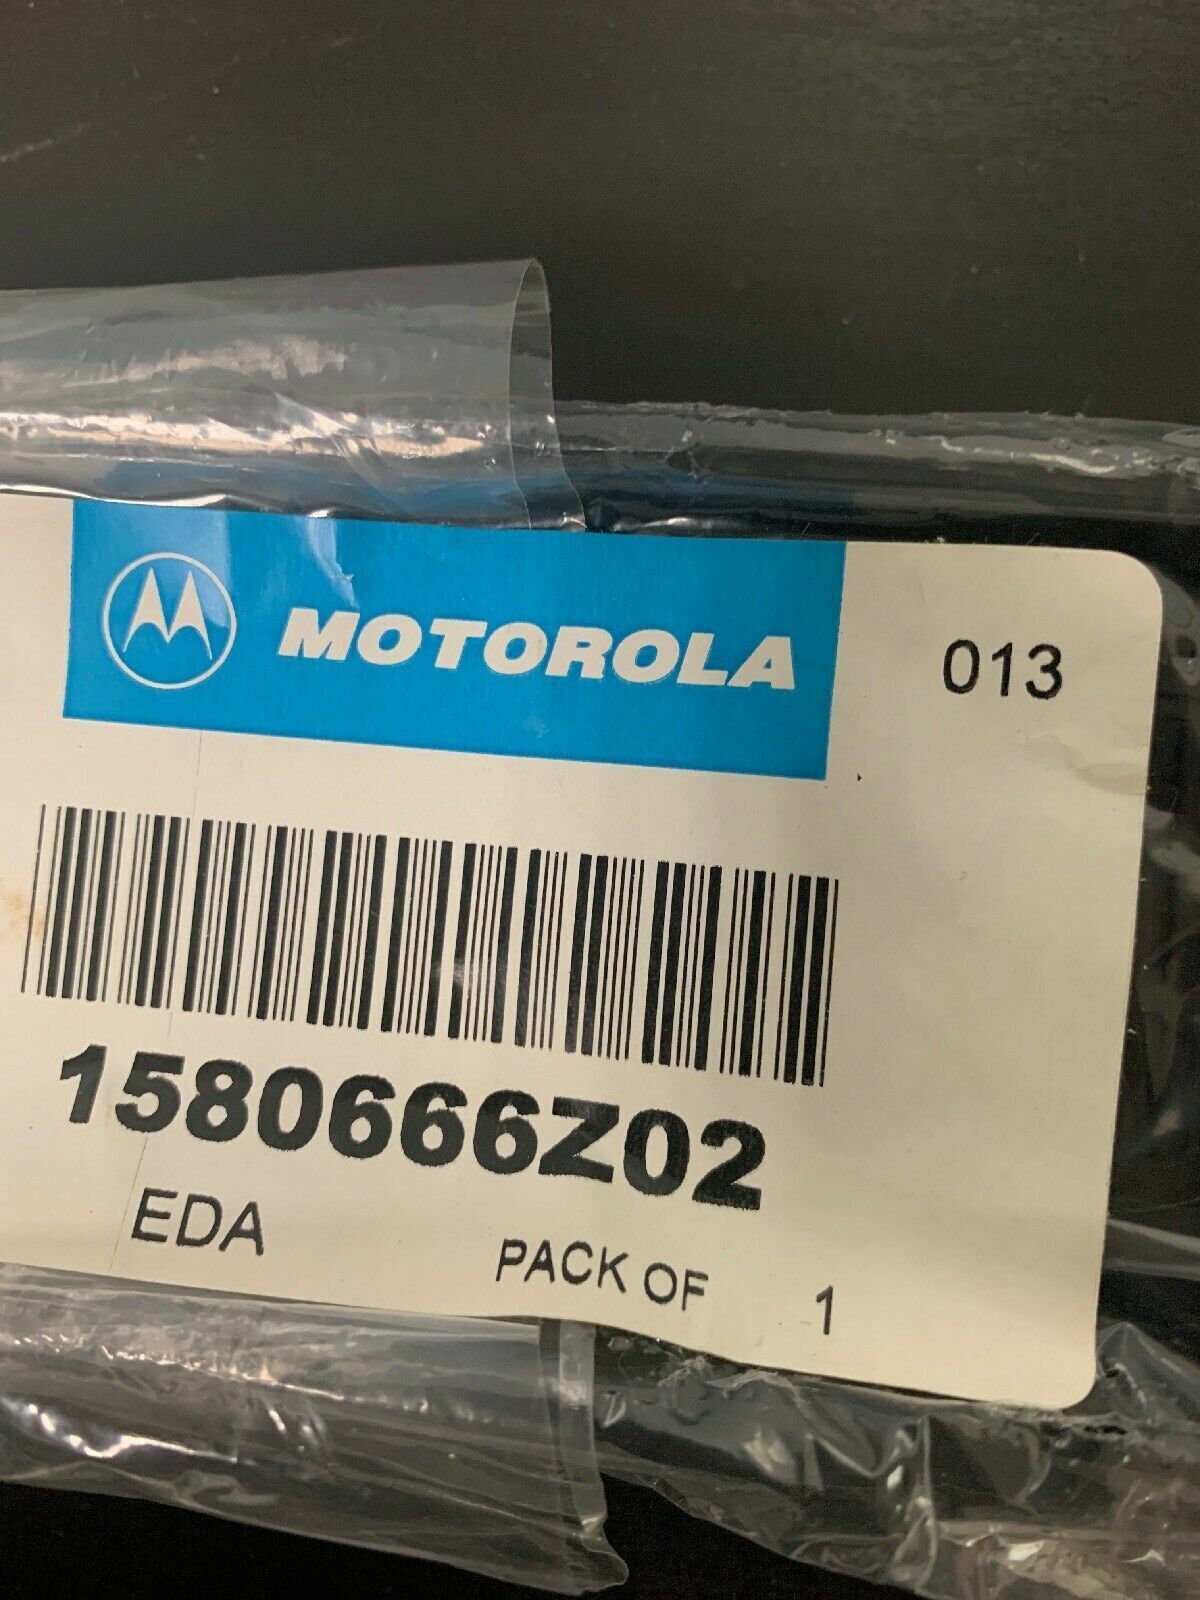 MOTOROLA
013
1580666Z02
EDA
PACK OF 1